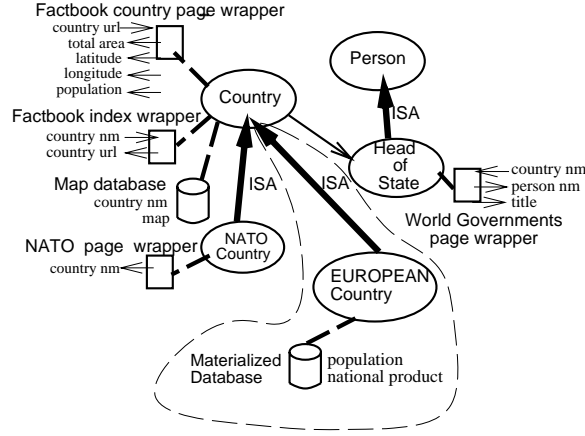 Factbook country page wrapper
country url
total area
latitude
longitude
population
Person
Country
ISA
Factbook index wrapper
country nm
country url
Head
of
State
Map database
country nm
map
ISA
ISA
country nm
person nm
title
World Governments
page wrapper
NATO page wrapper
country nm
NATO
Country
EUROPEAN
Country
Materialized
Database
population
national product